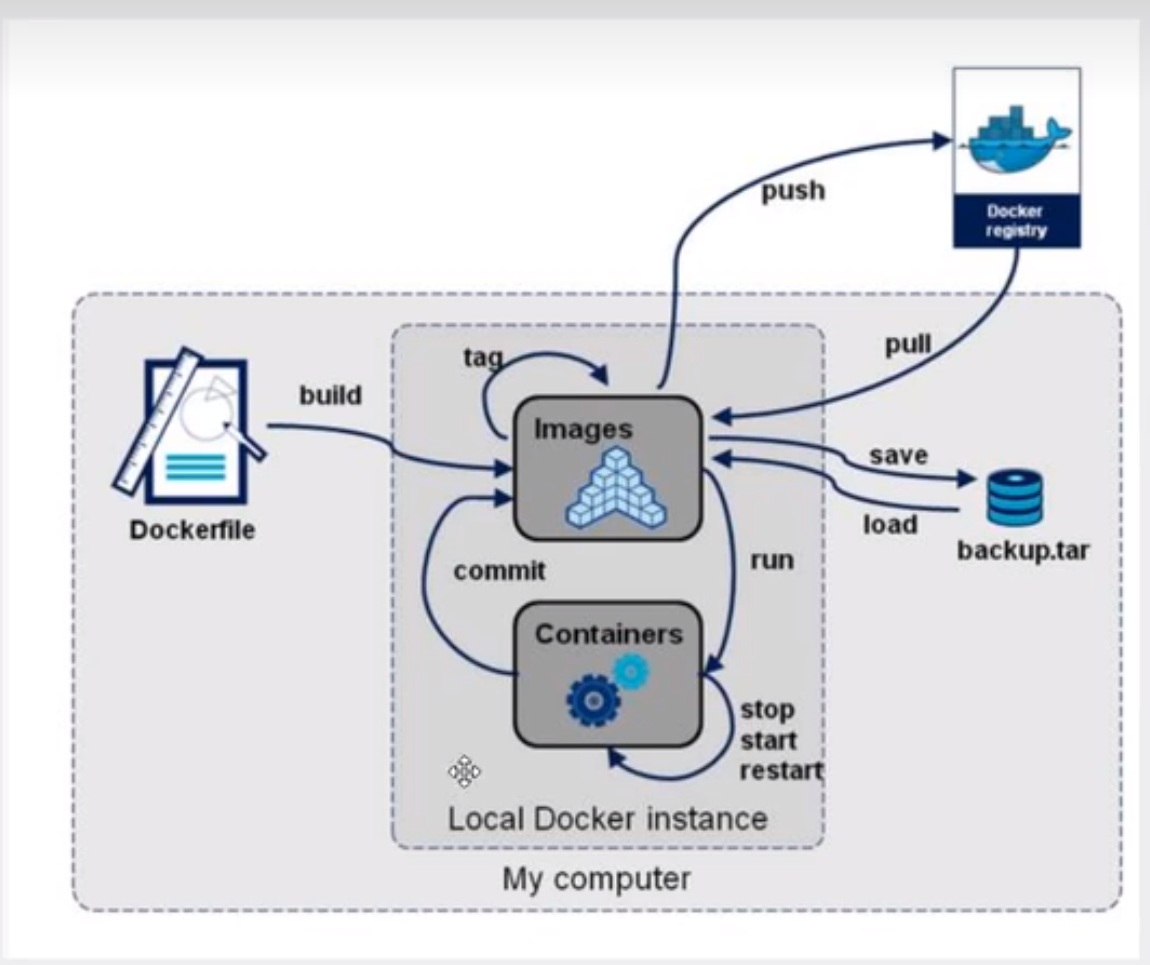 Docker
registry
push
pull
tag
build
Images
save
load
backup.tar
Dockerfile
commit
run
Containers
stop
start
restart
Local Docker instance
My computer